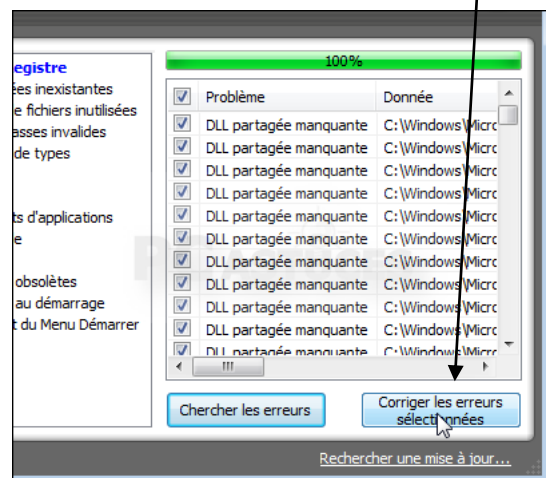 egistre
ées inexistantes
e fichiers inutilisées
asses invalides
de types
ts d'applications
e
obsolètes
au démarrage
t du Menu Démarrer
100%
Problème Donnée
DLL partagée manquante C:\Windows\Micro
DLL partagée manquante C:\Windows\Micro
DLL partagée manquante C:\Windows\Micro
DLL partagée manquante C:\Windows\Micro
DLL partagée manquante C:\Windows\Micro
DLL partagée manquante C:\Windows\Micro
DLL partagée manquante C:\Windows\Micro
DLL partagée manquante C:\Windows\Micro
DLL partagée manquante C:\Windows\Micro
DLL partagée manquante C:\Windows\Micro
DLL partagée manquante C:\Windows\Micro
Chercher les erreurs
Corriger les erreurs
sélectionnées
Rechercher une mise à jour...